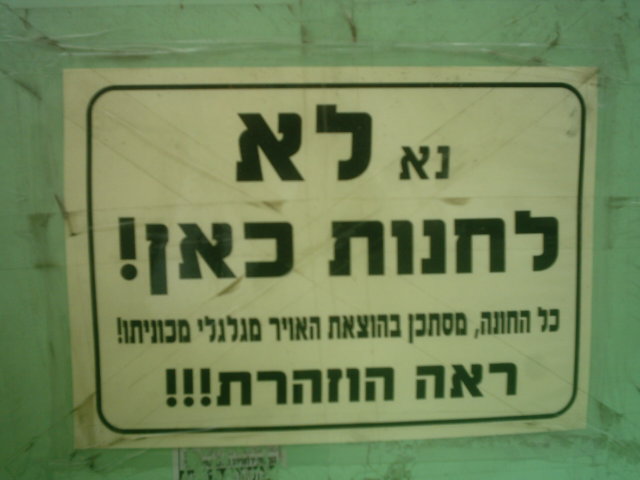 נא לא
לחנות כאן!
כל החונה, מסתכן בהוצאת האויר מגלגלי מכוניתו!
ראה הוזהרת!!!